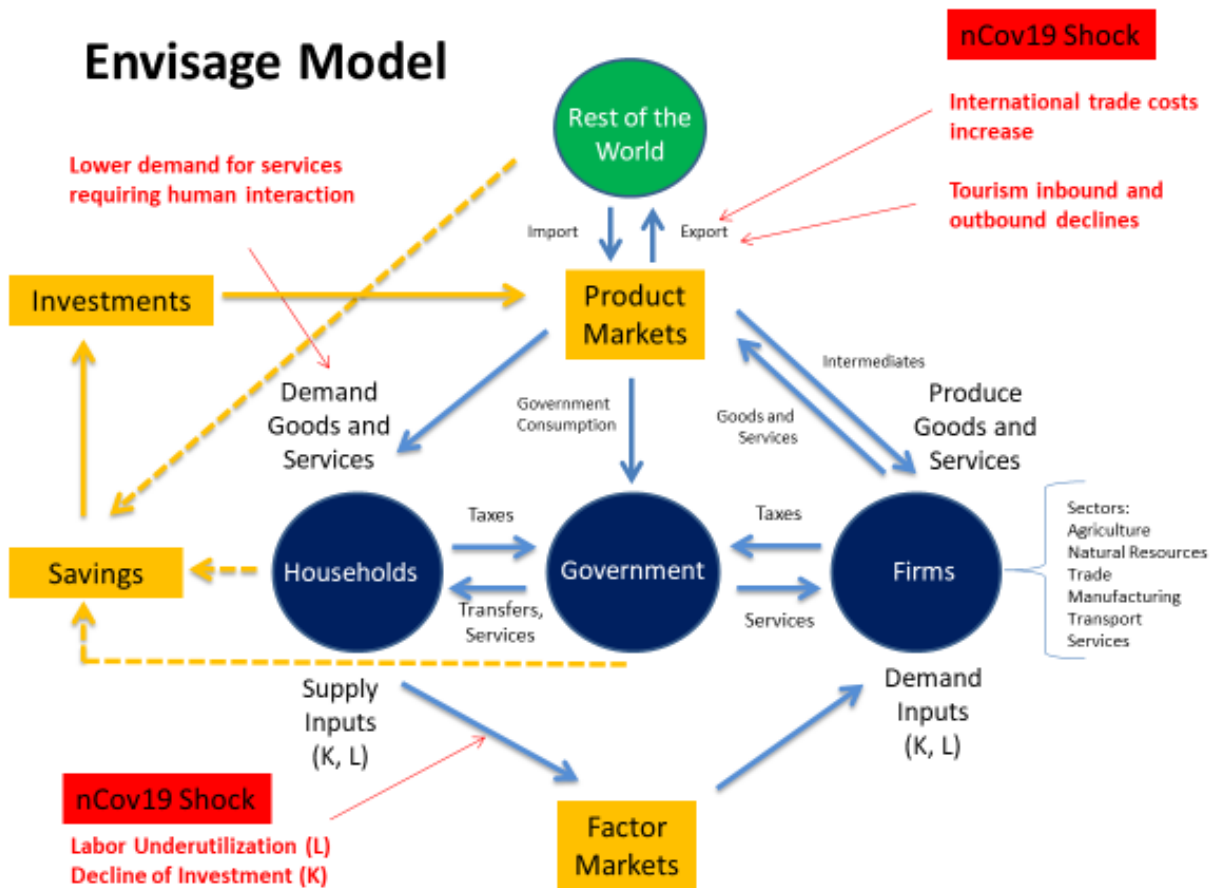 Envisage Model
nCov19 Shock
International trade costs
increase
Tourism inbound and
outbound declines
Rest of the
World
Lower demand for services
requiring human interaction
Import
Export
Investments
Product
Markets
Intermediates
Demand
Goods and
Services
Government
Consumption
Goods and
Services
Produce
Goods and
Services
Savings
Households
Taxes
Transfers,
Services
Government
Taxes
Services
Firms
Sectors:
Agriculture
Natural Resources
Trade
Manufacturing
Transport
Services
Supply
Inputs
(K, L)
Demand
Inputs
(K, L)
nCov19 Shock
Labor Underutilization (L)
Decline of Investment (K)
Factor
Markets